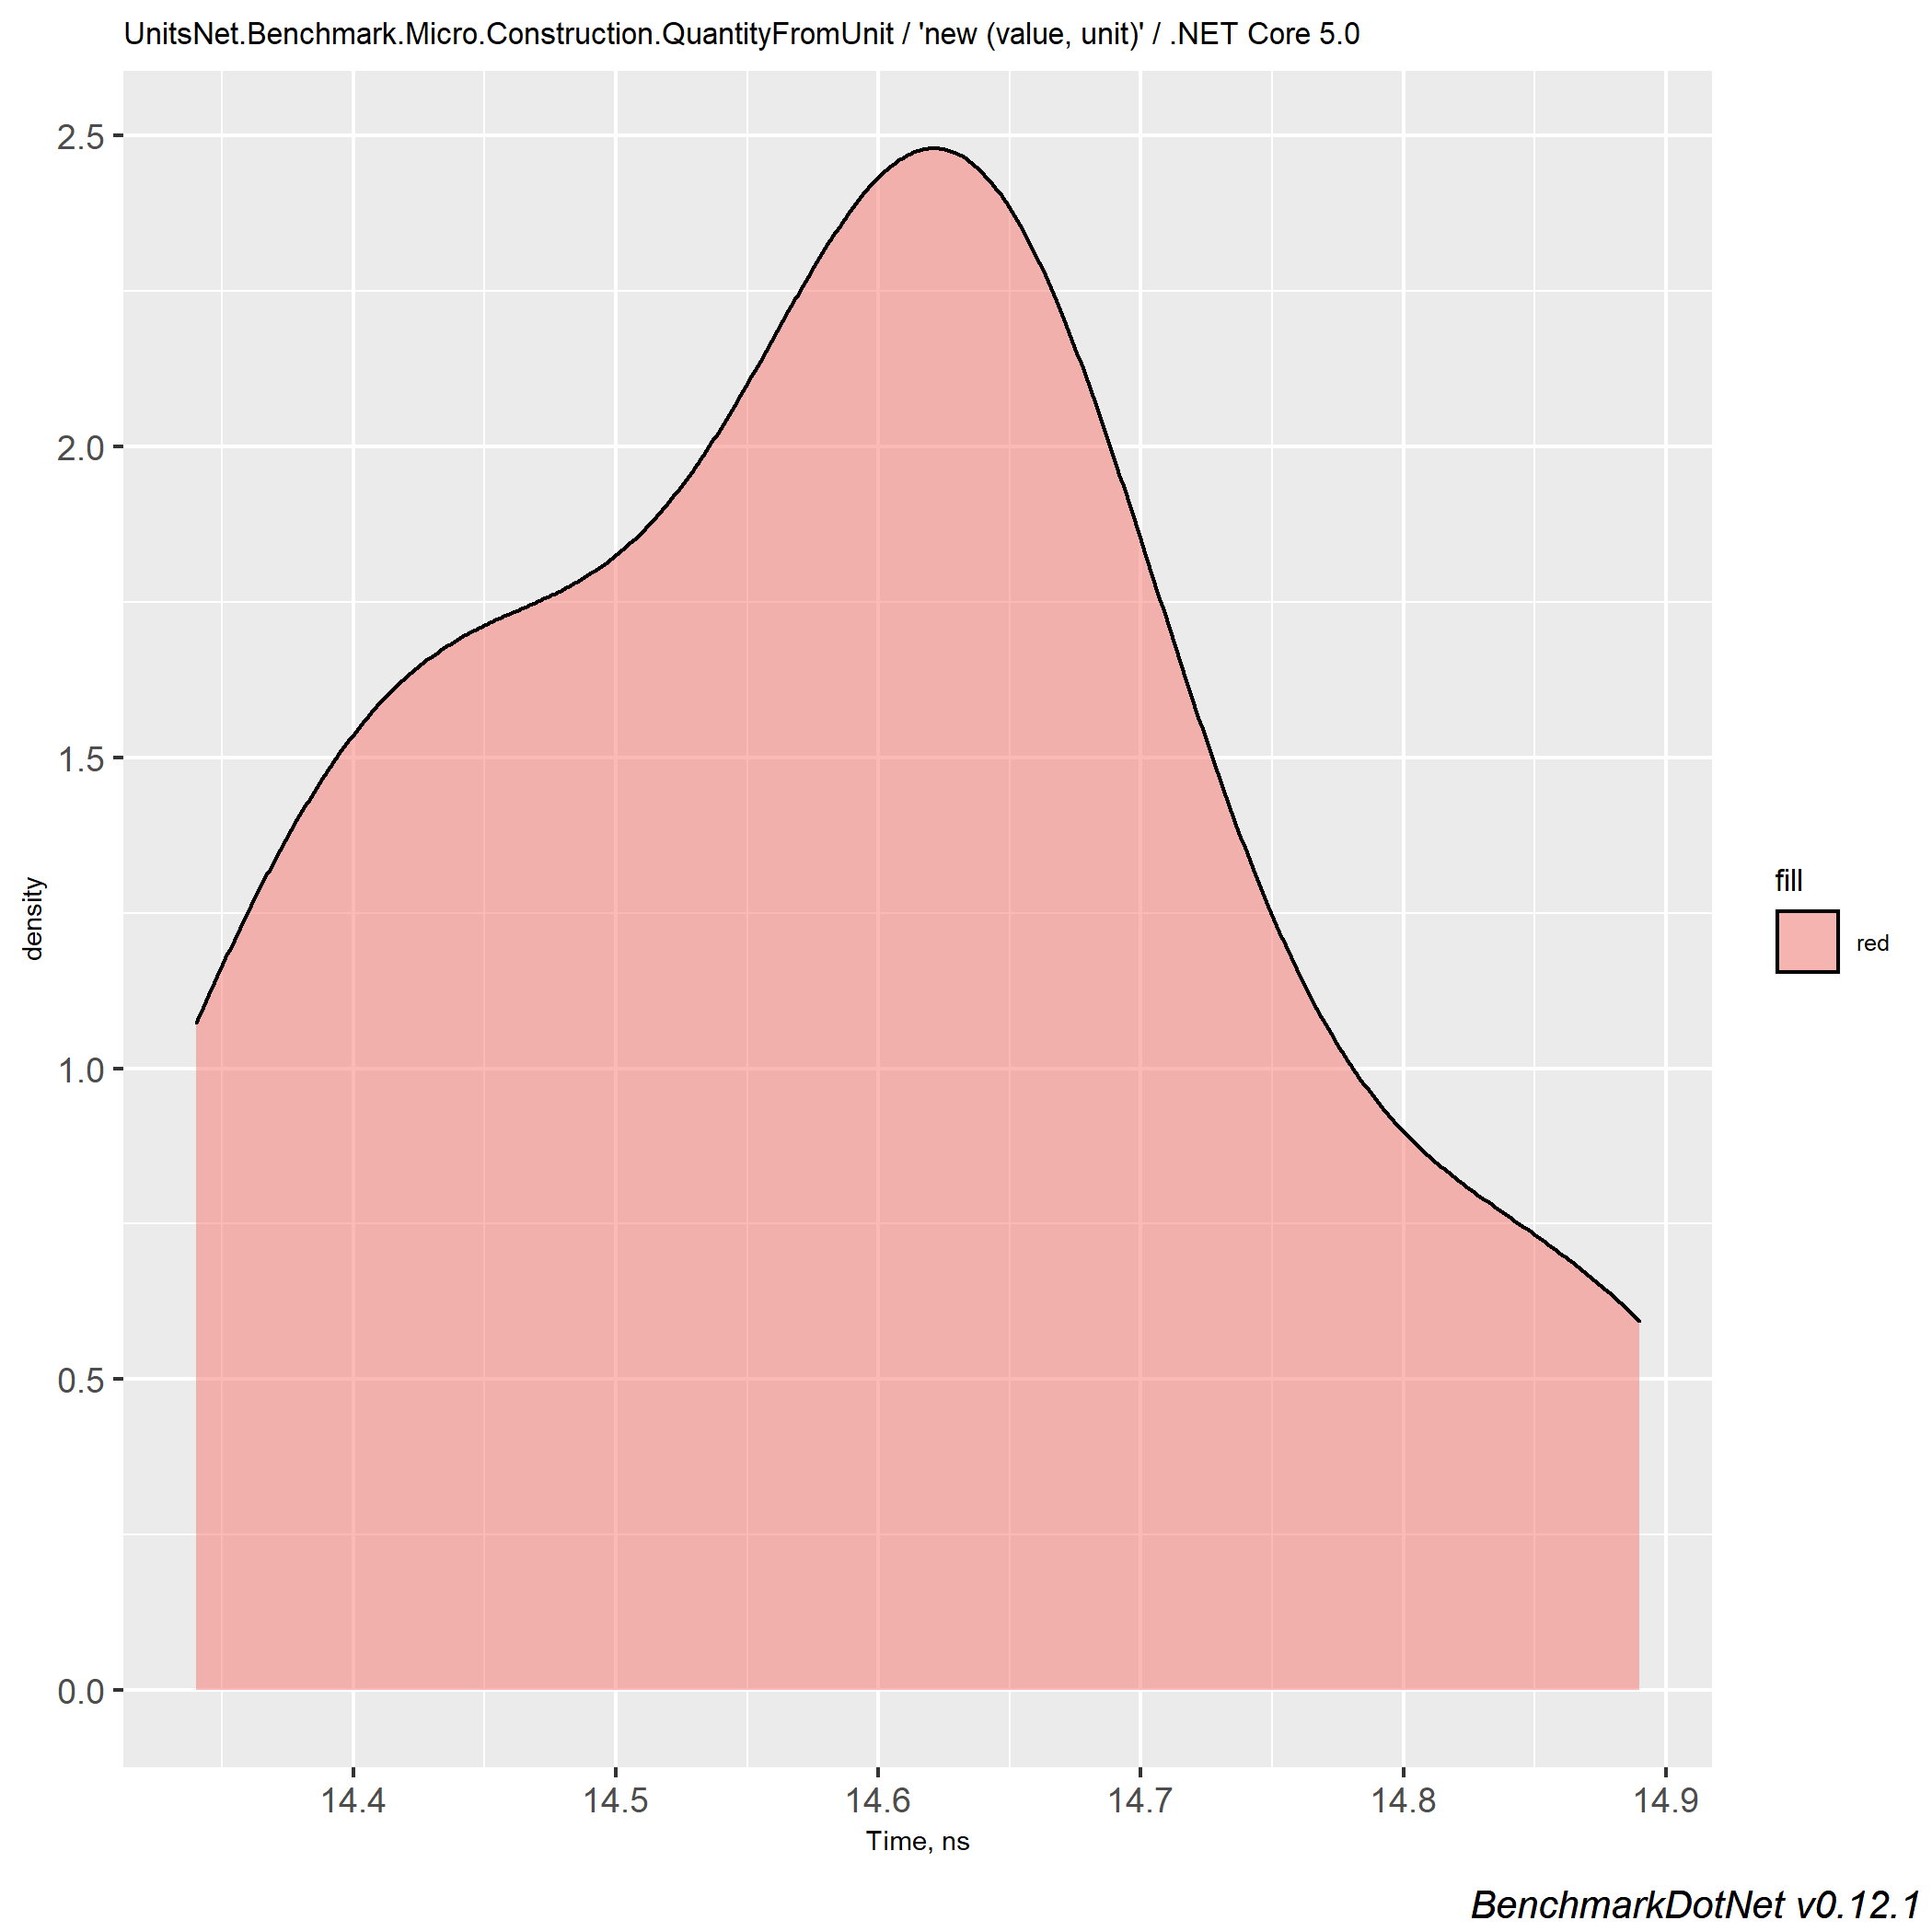 UnitsNet.Benchmark.Micro.Construction.QuantityFromUnit / 'new (value, unit)' / .NET Core 5.0
2.5
2.0
1.5
1.0
0.5
0.0
density
14.4 14.5 14.6 14.7 14.8 14.9
Time, ns
fill
red
BenchmarkDotNet v0.12.1